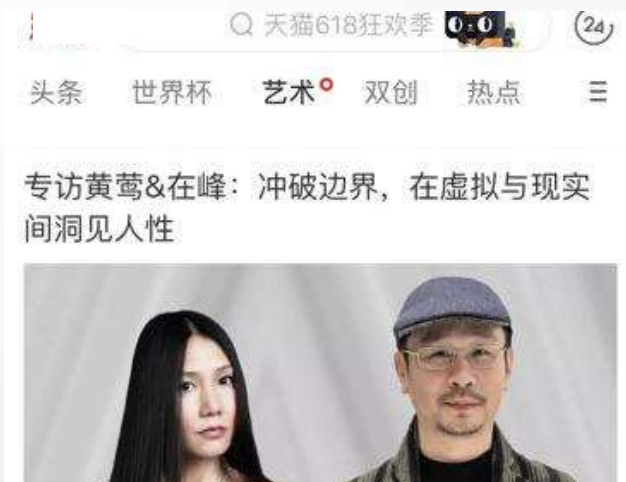 天猫618狂欢季
24
头条 世界杯 艺术 双创 热点
专访黄莺&在峰：冲破边界，在虚拟与现实
间洞见人性